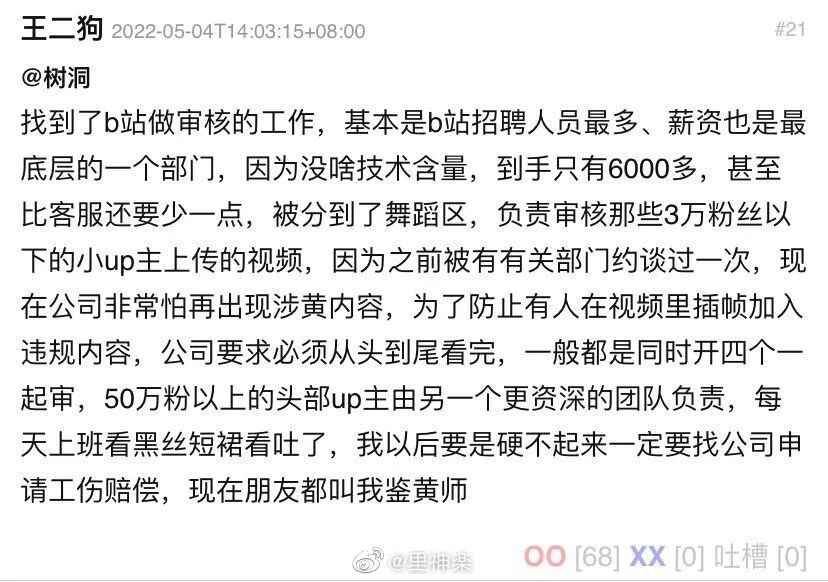 王二狗 2022-05-04T14:03:15+08:00 #21
@树洞
找到了b站做审核的工作，基本是b站招聘人员最多、薪资也是最
底层的一个部门，因为没啥技术含量，到手只有6000多，甚至
比客服还要少一点，被分到了舞蹈区，负责审核那些3万粉丝以
下的小up主上传的视频，因为之前被有有关部门约谈过一次，现
在公司非常怕再出现涉黄内容，为了防止有人在视频里插帧加入
违规内容，公司要求必须从头到尾看完，一般都是同时开四个一
起审，50万粉以上的头部up主由另一个更资深的团队负责，每
天上班看黑丝短裙看吐了，我以后要是硬不起来一定要找公司申
请工伤赔偿，现在朋友都叫我鉴黄师
@里神楽
OO [68] XX [0] 吐槽 [0]